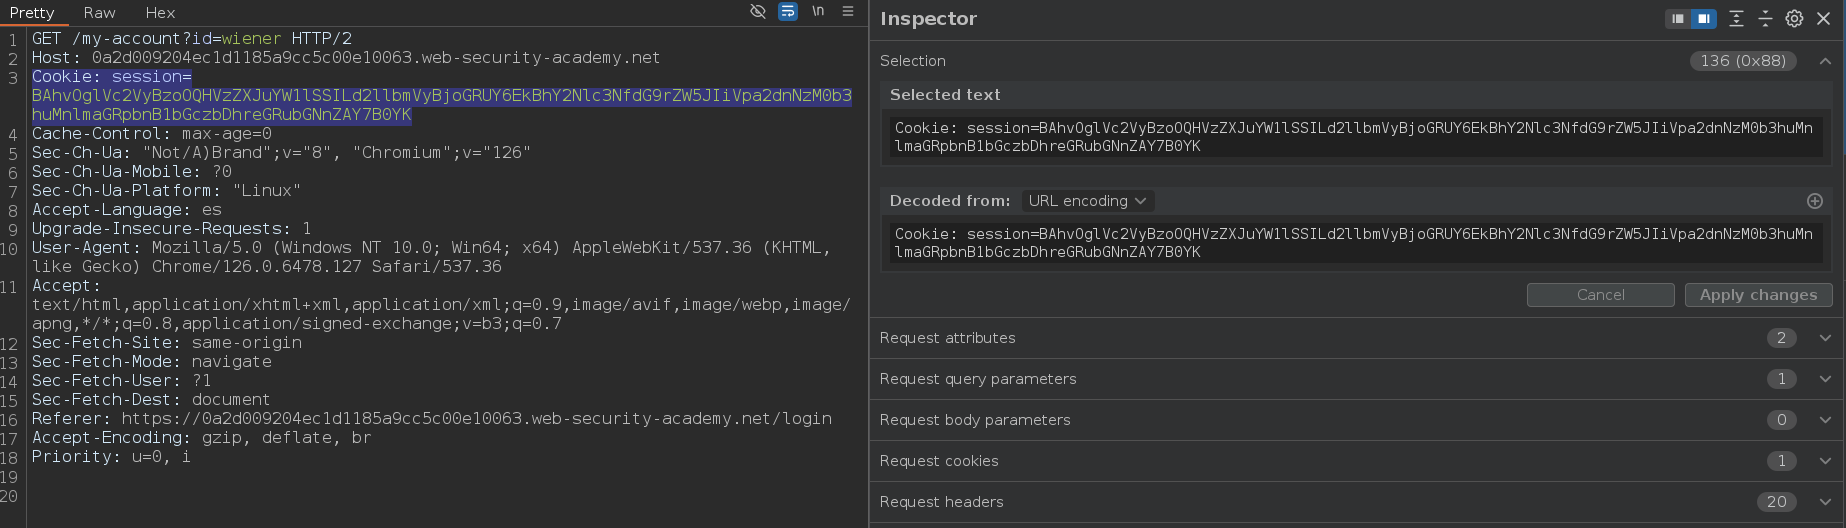 Pretty Raw Hex \n
Inspector
1 GET /my-account?id=wiener HTTP/2
2 Host: 0a2d009204ec1d1185a9cc5c00e10063.web-security-academy.net
3 Cookie: session=
BAhvOglVc2VyBzoOQHVzZXJuYW1lSSILd2llbmVyBjoGRUY6EkBhY2Nlc3NfdG9rZW5JIiVpa2dnNzM0b3
huMnlmaGRpbnB1bGczbDhreGRubGNnZAY7B0YK
4 Cache-Control: max-age=0
5 Sec-Ch-Ua: "Not/A)Brand";v="8", "Chromium";v="126"
6 Sec-Ch-Ua-Mobile: ?0
7 Sec-Ch-Ua-Platform: "Linux"
8 Accept-Language: es
9 Upgrade-Insecure-Requests: 1
10 User-Agent: Mozilla/5.0 (Windows NT 10.0; Win64; x64) AppleWebKit/537.36 (KHTML,
like Gecko) Chrome/126.0.6478.127 Safari/537.36
11 Accept:
text/html,application/xhtml+xml,application/xml;q=0.9,image/avif,image/webp,image/
apng,*/*;q=0.8,application/signed-exchange;v=b3;q=0.7
12 Sec-Fetch-Site: same-origin
13 Sec-Fetch-Mode: navigate
14 Sec-Fetch-User: ?1
15 Sec-Fetch-Dest: document
16 Referer: https://0a2d009204ec1d1185a9cc5c00e10063.web-security-academy.net/login
17 Accept-Encoding: gzip, deflate, br
18 Priority: u=0, i
19
20
Selection 136 (0x88)
Selected text
Cookie: session=BAhvOglVc2VyBzoOQHVzZXJuYW1lSSILd2llbmVyBjoGRUY6EkBhY2Nlc3NfdG9rZW5JIiVpa2dnNzM0b3huMn
lmaGRpbnB1bGczbDhreGRubGNnZAY7B0YK
Decoded from: URL encoding
Cookie: session=BAhvOglVc2VyBzoOQHVzZXJuYW1lSSILd2llbmVyBjoGRUY6EkBhY2Nlc3NfdG9rZW5JIiVpa2dnNzM0b3huMn
lmaGRpbnB1bGczbDhreGRubGNnZAY7B0YK
Cancel Apply changes
Request attributes 2
Request query parameters 1
Request body parameters 0
Request cookies 1
Request headers 20